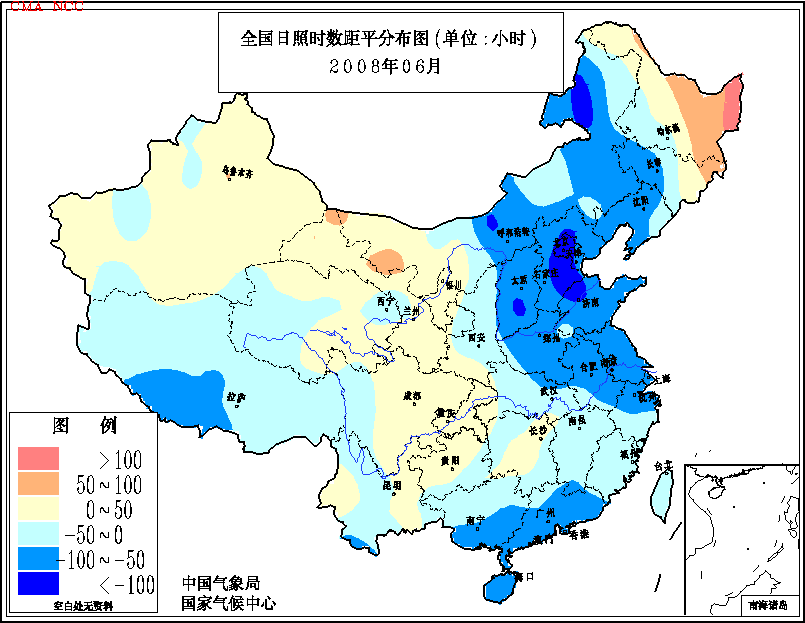 CMA NCC
全国日照时数距平分布图(单位:小时)
2008年06月
哈尔滨
长春
乌鲁木齐
沈阳
呼和浩特
北京
天津
石家庄
太原
银川
西宁
济南
兰州
西安
郑州
合肥
南京
上海
拉萨
成都
武汉
杭州
重庆
长沙
南昌
贵阳
福州
台北
昆明
南宁
广州
澳门
香港
海口
图 例
>100
50~100
0~50
-50~0
-100~-50
<-100
空白处无资料
中国气象局
国家气候中心
南海诸岛